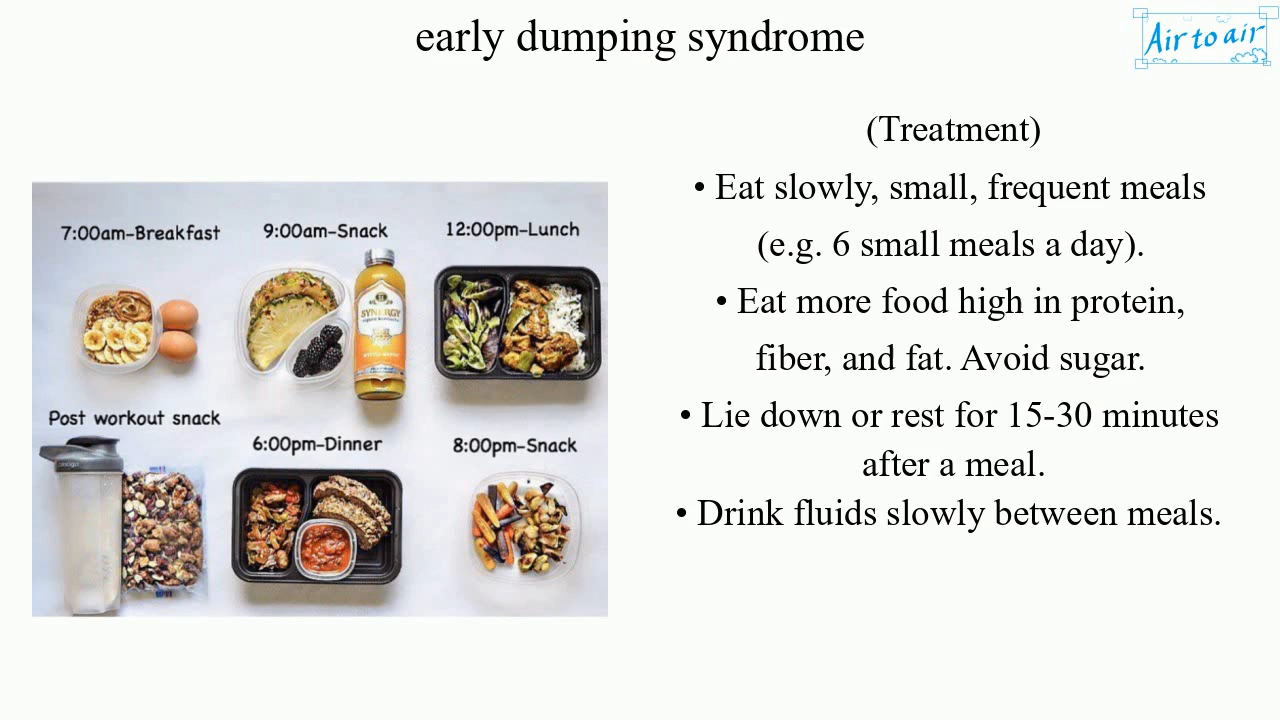 early dumping syndrome
Air to air
(Treatment)
• Eat slowly, small, frequent meals
(e.g. 6 small meals a day).
• Eat more food high in protein,
fiber, and fat. Avoid sugar.
• Lie down or rest for 15-30 minutes
after a meal.
• Drink fluids slowly between meals.
7:00am-Breakfast
9:00am-Snack
12:00pm-Lunch
SYNERGY
Post workout snack
6:00pm-Dinner
8:00pm-Snack